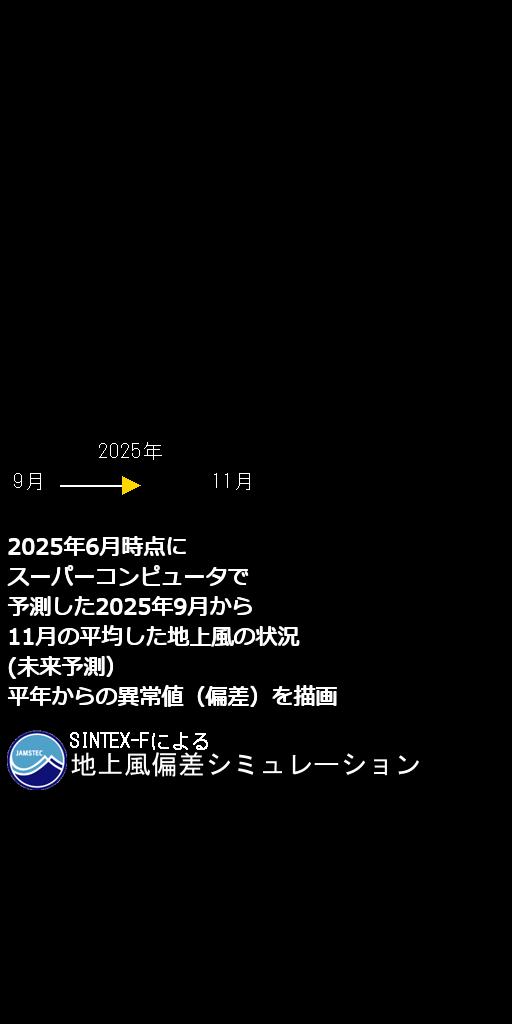 2025年
9月
11月
2025年6月時点に
スーパーコンピュータで
予測した2025年9月から
11月の平均した地上風の状況
(未来予測)
平年からの異常値（偏差）を描画
JAMSTEC
SINTEX-Fによる
地上風偏差シミュレーション